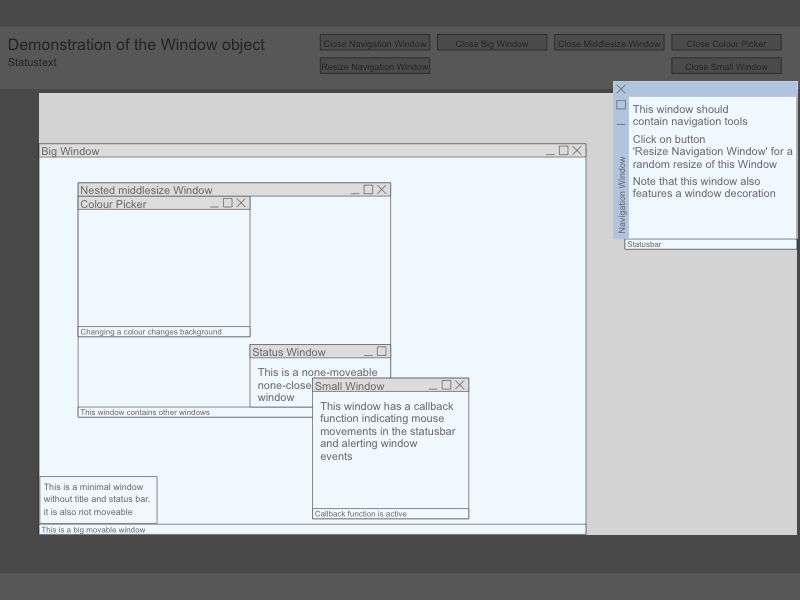 Demonstration of the Window object
Statustext
Close Navigation Window
Close Big Window
Close Middlesize Window
Close Colour Picker
Resize Navigation Window
Close Small Window
Navigation Window
This window should
contain navigation tools
Click on button
'Resize Navigation Window' for a
random resize of this Window
Note that this window also
features a window decoration
Statusbar
Big Window
Nested middlesize Window
Colour Picker
Changing a colour changes background
Status Window
This is a none-moveable
none-close
window
This window contains other windows
Small Window
This window has a callback
function indicating mouse
movements in the statusbar
and alerting window
events
Callback function is active
This is a minimal window
without title and status bar.
it is also not moveable
This is a big movable window